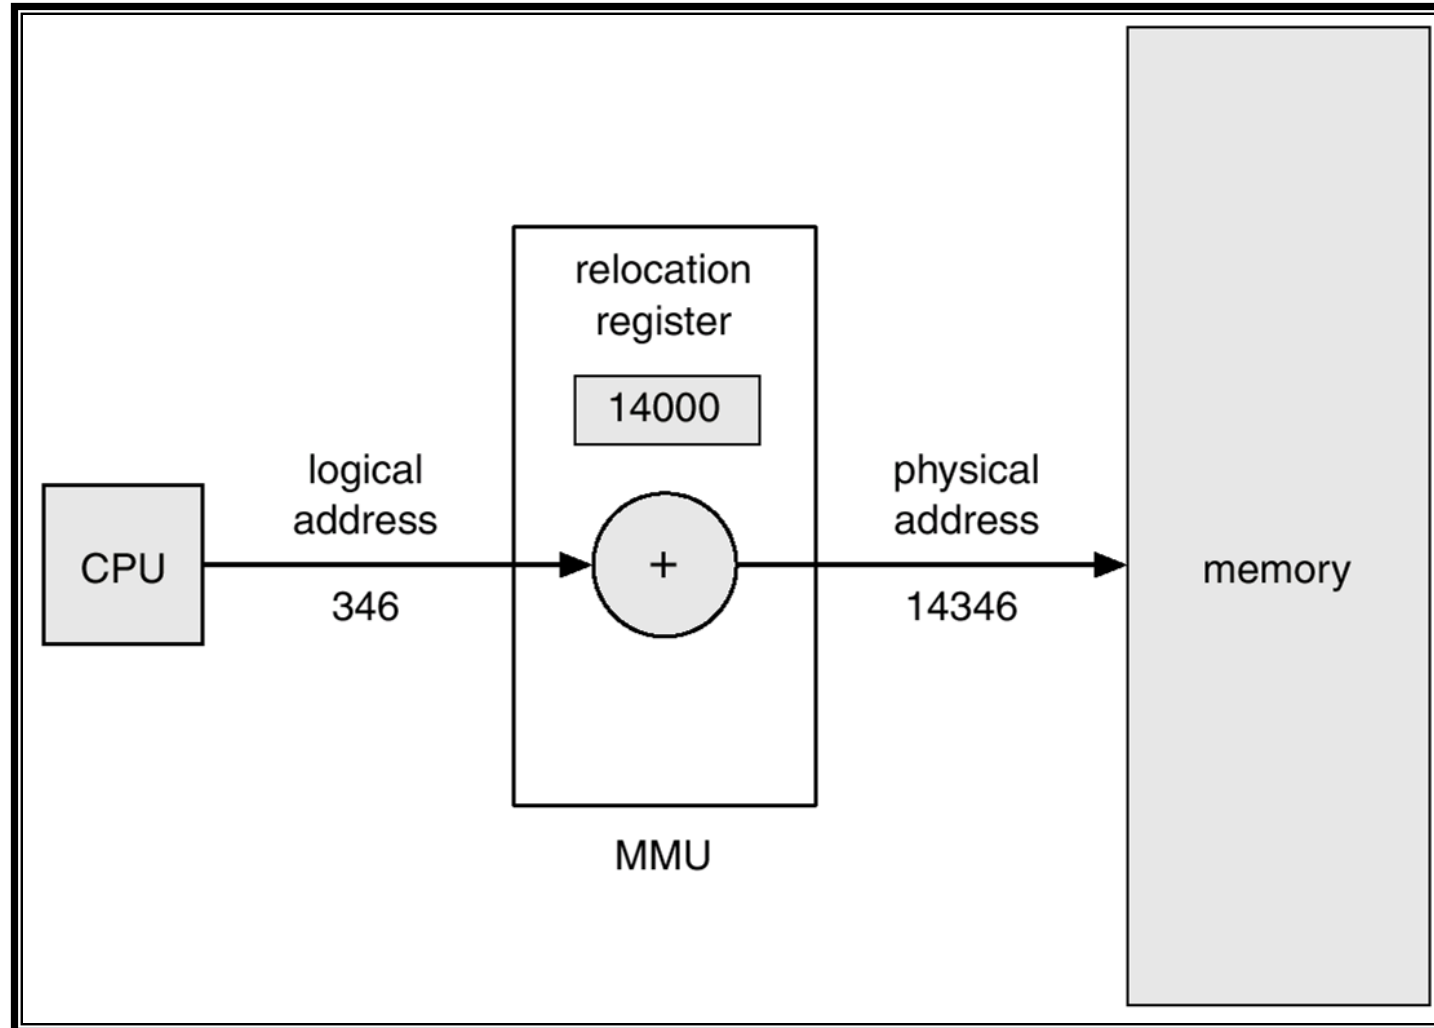 relocation
register
14000
logical
address
346
CPU
+
physical
address
14346
memory
MMU